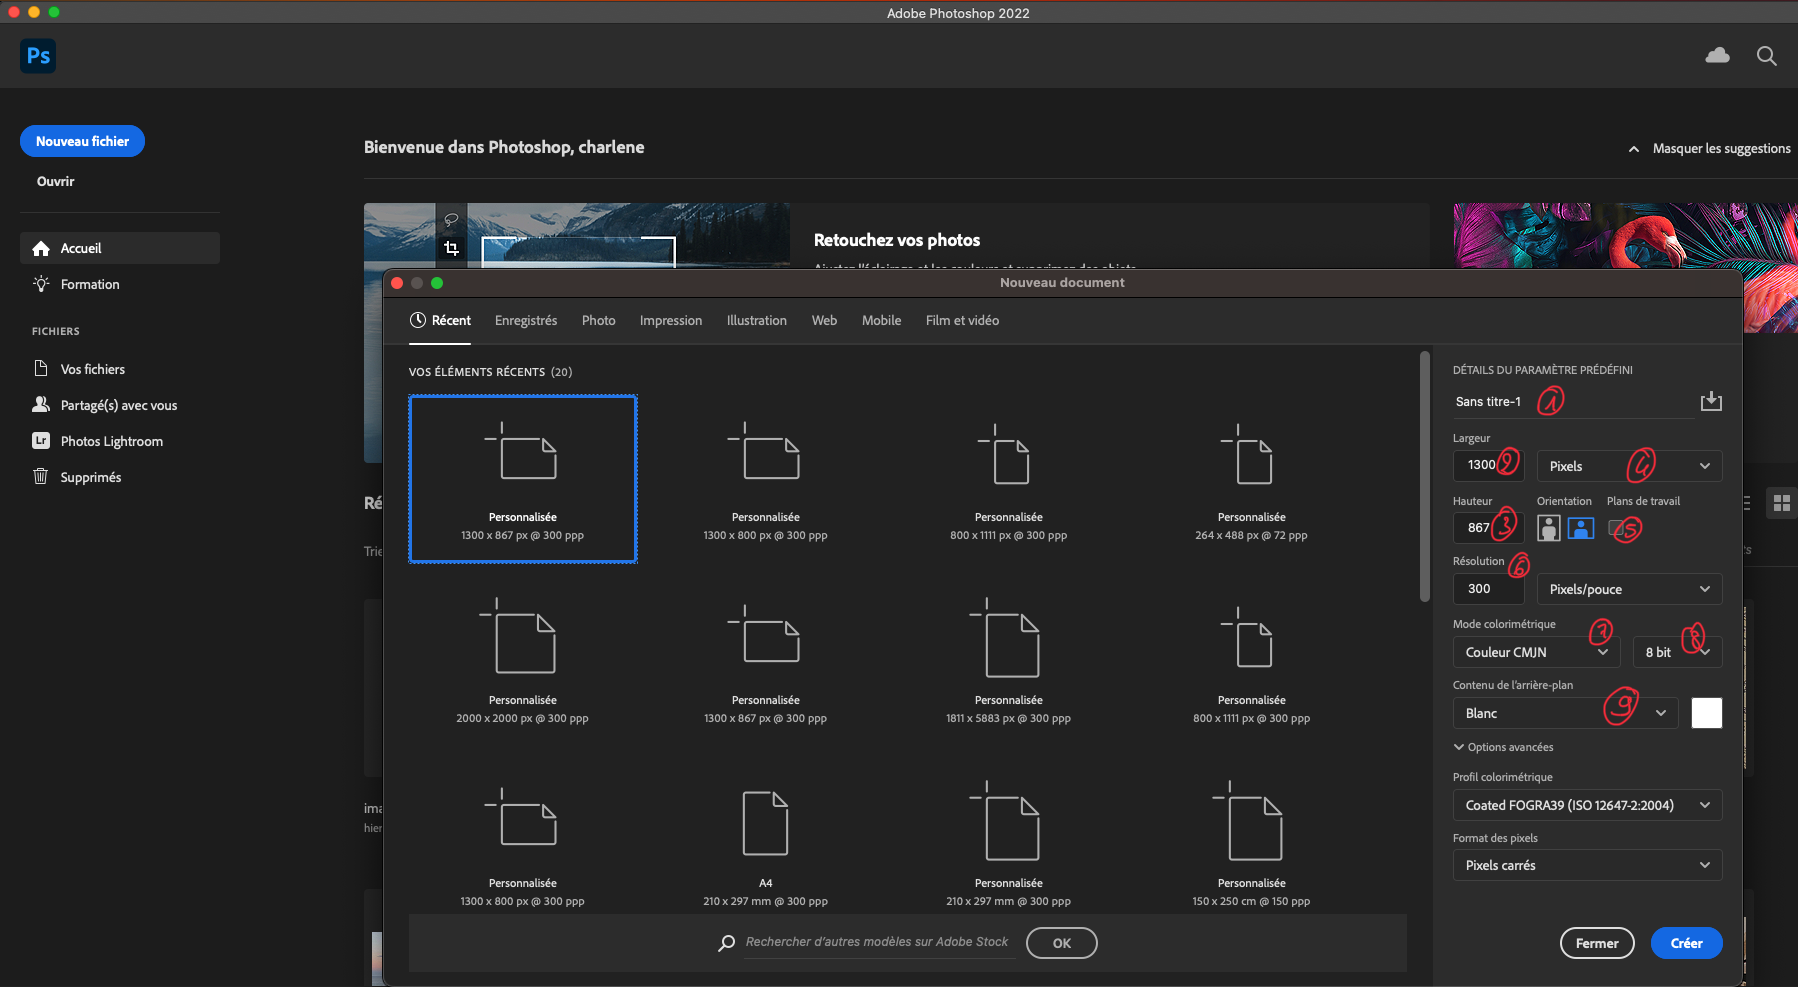 Adobe Photoshop 2022
Ps
Nouveau fichier
Ouvrir
Accueil
Formation
FICHIERS
Vos fichiers
Partagé(s) avec vous
Lr Photos Lightroom
Supprimés
Bienvenue dans Photoshop, charlene
Masquer les suggestions
Retouchez vos photos
Nouveau document
Récent Enregistrés Photo Impression Illustration Web Mobile Film et vidéo
VOS ÉLÉMENTS RÉCENTS (20)
Personnalisée Personnalisée Personnalisée Personnalisée
1300 x 867 px @ 300 ppp 1300 x 800 px @ 300 ppp 800 x 1111 px @ 300 ppp 264 x 488 px @ 72 ppp
Personnalisée Personnalisée Personnalisée Personnalisée
2000 x 2000 px @ 300 ppp 1300 x 867 px @ 300 ppp 1811 x 5883 px @ 300 ppp 800 x 1111 px @ 300 ppp
Personnalisée A4 Personnalisée Personnalisée
1300 x 800 px @ 300 ppp 210 x 297 mm @ 300 ppp 210 x 297 mm @ 300 ppp 150 x 250 cm @ 150 ppp
Rechercher d'autres modèles sur Adobe Stock OK
DÉTAILS DU PARAMÈTRE PRÉDÉFINI
Sans titre-1 1
Largeur
1300 2 Pixels 4
Hauteur Orientation Plans de travail
867 3 5
Résolution 6
300 Pixels/pouce
Mode colorimétrique 7 8
Couleur CMJN 8 bit
Contenu de l'arrière-plan
Blanc 9
Options avancées
Profil colorimétrique
Coated FOGRA39 (ISO 12647-2:2004)
Format des pixels
Pixels carrés
Fermer Créer